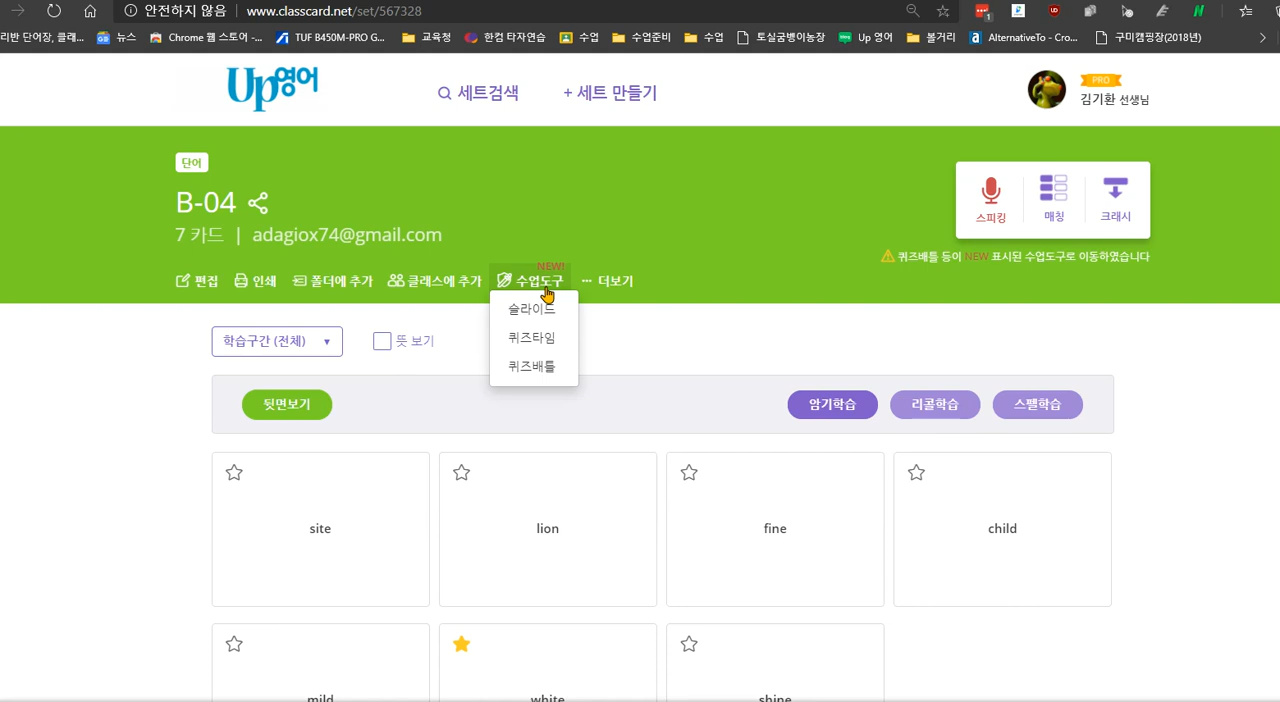 안전하지 않음 | www.classcard.net/set/567328
1
리반 단어장, 클래... 뉴스 Chrome 웹 스토어 -... TUF B450M-PRO G... 교육청 한컴 타자연습 수업 수업준비 수업 토실굼벵이농장 Up 영어 볼거리 AlternativeTo - Cro... 구미캠핑장(2018년)
Up영어
세트검색
+ 세트 만들기
PRO
김기환 선생님
단어
B-04
7 카드 | adagiox74@gmail.com
스피킹 매칭 크래시
퀴즈배틀 등이 NEW 표시된 수업도구로 이동하였습니다
NEW!
편집 인쇄 폴더에 추가 클래스에 추가 수업도구 ··· 더보기
슬라이드
퀴즈타임
퀴즈배틀
학습구간 (전체) ▼ 뜻 보기
뒷면보기 암기학습 리콜학습 스펠학습
site lion fine child
mild white shine